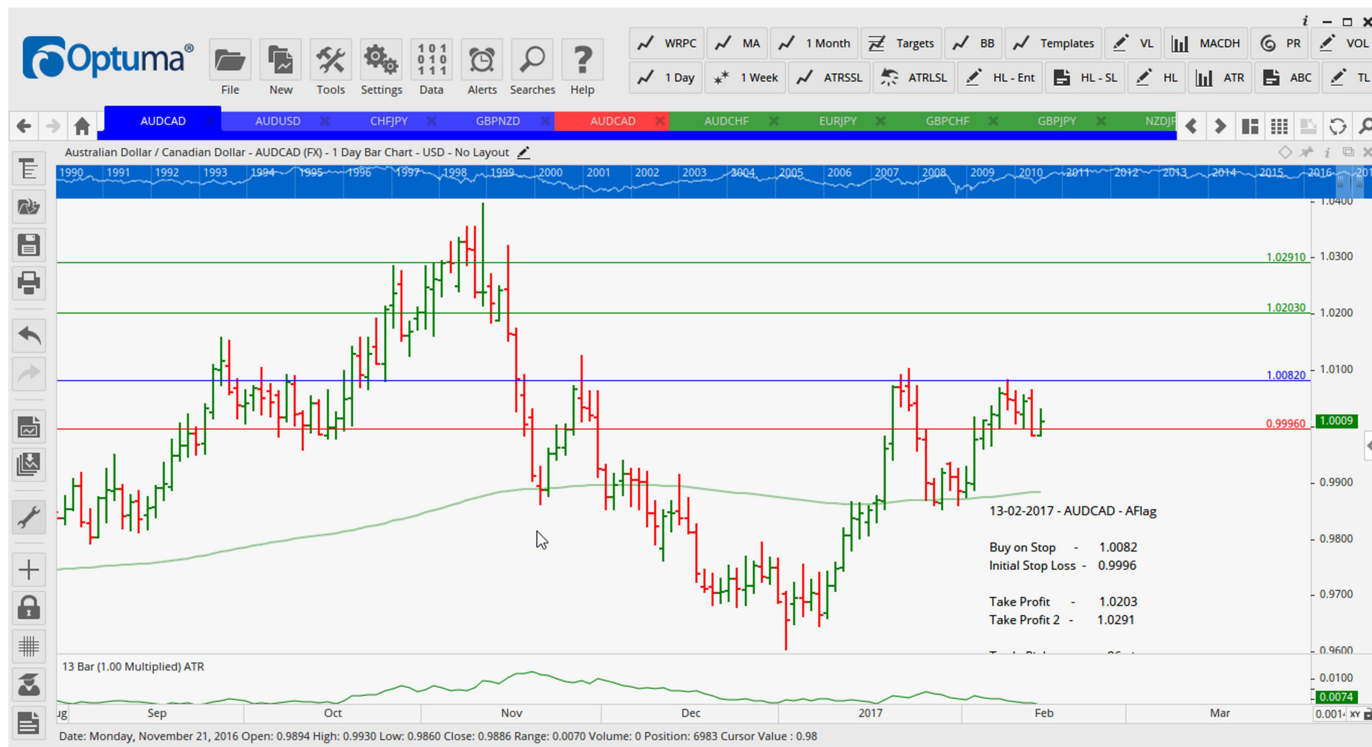 Optuma®
File New Tools Settings Data Alerts Searches Help
WRPC MA 1 Month Targets BB Templates VL MACDH PR VOL
1 Day 1 Week ATRSSL ATRLSL HL - Ent HL - SL HL ATR ABC TL
AUDCAD AUDUSD CHFJPY GBPNZD AUDCAD AUDCHF EURJPY GBPCHF GBPJPY
Australian Dollar / Canadian Dollar - AUDCAD (FX) - 1 Day Bar Chart - USD - No Layout
1990 1991 1992 1993 1994 1995 1996 1997 1998 1999 2000 2001 2002 2003 2004 2005 2006 2007 2008 2009 2010 2011 2012 2013 2014 2015 2016
1.0400
1.02910 1.0300
1.02030 1.0200
1.00820 1.0100
0.99960 1.0009
0.9900
13-02-2017 - AUDCAD - AFlag
Buy on Stop - 1.0082
0.9800
Initial Stop Loss - 0.9996
Take Profit - 1.0203
0.9700
Take Profit 2 - 1.0291
0.9600
13 Bar (1.00 Multiplied) ATR
0.0100
0.0074
Sep Oct Nov Dec 2017 Feb Mar XY
Date: Monday, November 21, 2016 Open: 0.9894 High: 0.9930 Low: 0.9860 Close: 0.9886 Range: 0.0070 Volume: 0 Position: 6983 Cursor Value : 0.98